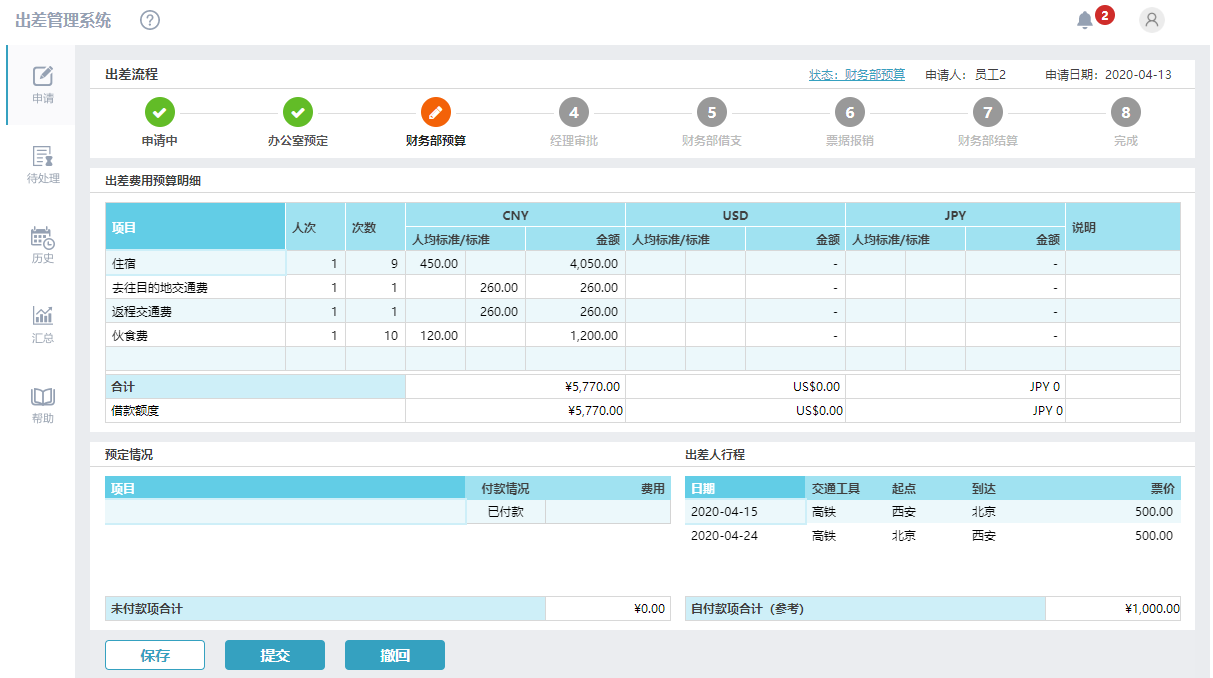 出差管理系统 ?
2
申请
待处理
历史
汇总
帮助
出差流程 状态：财务部预算 申请人：员工2 申请日期：2020-04-13
4 5 6 7 8
申请中 办公室预定 财务部预算 经理审批 财务部借支 票据报销 财务部结算 完成
出差费用预算明细
项目 人次 次数 CNY USD JPY 说明
人均标准/标准 金额 人均标准/标准 金额 人均标准/标准 金额
住宿 1 9 450.00 4,050.00 - -
去往目的地交通费 1 1 260.00 260.00 - -
返程交通费 1 1 260.00 260.00 - -
伙食费 1 10 120.00 1,200.00 - -
合计 ¥5,770.00 US$0.00 JPY 0
借款额度 ¥5,770.00 US$0.00 JPY 0
预定情况
项目 付款情况 费用
已付款
未付款项合计 ¥0.00
出差人行程
日期 交通工具 起点 到达 票价
2020-04-15 高铁 西安 北京 500.00
2020-04-24 高铁 北京 西安 500.00
自付款项合计（参考） ¥1,000.00
保存 提交 撤回